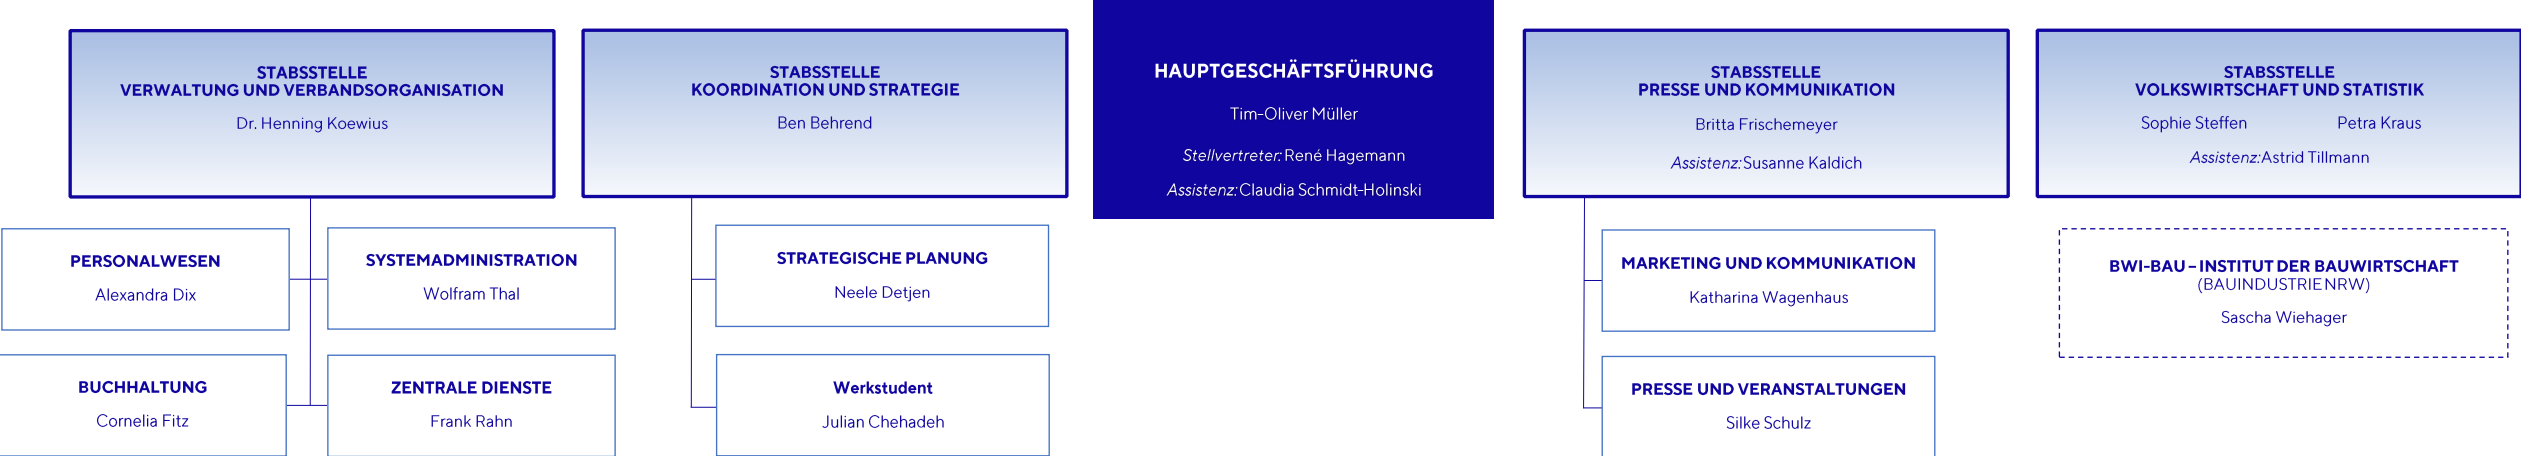 STABSSTELLE
VERWALTUNG UND VERBANDSORGANISATION
Dr. Henning Koewius
STABSSTELLE
KOORDINATION UND STRATEGIE
Ben Behrend
HAUPTGESCHÄFTSFÜHRUNG
Tim-Oliver Müller
Stellvertreter: René Hagemann
Assistenz: Claudia Schmidt-Holinski
STABSSTELLE
PRESSE UND KOMMUNIKATION
Britta Frischemeyer
Assistenz: Susanne Kaldich
STABSSTELLE
VOLKSWIRTSCHAFT UND STATISTIK
Sophie Steffen Petra Kraus
Assistenz: Astrid Tillmann
PERSONALWESEN
Alexandra Dix
SYSTEMADMINISTRATION
Wolfram Thal
STRATEGISCHE PLANUNG
Neele Detjen
MARKETING UND KOMMUNIKATION
Katharina Wagenhaus
BWI-BAU – INSTITUT DER BAUWIRTSCHAFT
(BAUINDUSTRIE NRW)
Sascha Wiehager
BUCHHALTUNG
Cornelia Fitz
ZENTRALE DIENSTE
Frank Rahn
Werkstudent
Julian Chehadeh
PRESSE UND VERANSTALTUNGEN
Silke Schulz